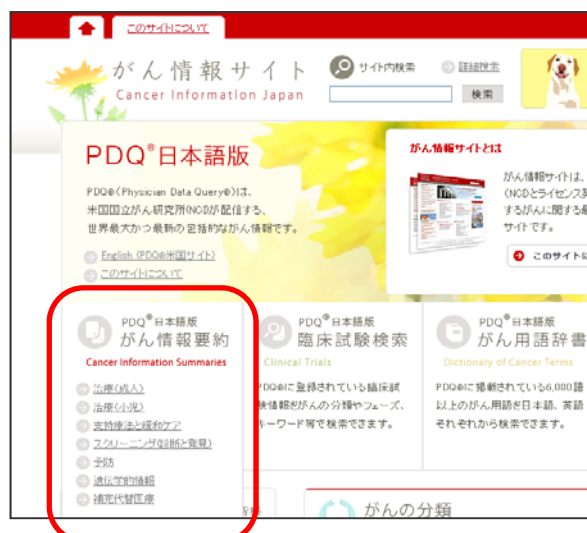 このサイトについて
がん情報サイト
Cancer Information Japan
サイト内検索
詳細検索
検索
PDQ®日本語版
PDQ®(Physician Data Query®)は、
米国国立がん研究所(NCI)が配信する、
世界最大かつ最新の包括的ながん情報です。
English (PDQ®米国サイト)
このサイトについて
がん情報サイトとは
がん情報サイトは、
(NCI)とライセンス契
するがんに関する最
サイトです。
このサイトに
PDQ®日本語版
がん情報要約
Cancer Information Summaries
治療(成人)
治療(小児)
支持療法と緩和ケア
スクリーニング(診断と発見)
予防
遺伝学的情報
補完代替医療
PDQ®日本語版
臨床試験検索
Clinical Trials
PDQ®に登録されている臨床試
験情報をがんの分類やフェーズ、
キーワード等で検索できます。
PDQ®日本語版
がん用語辞書
Dictionary of Cancer Terms
PDQ®に掲載されている6,000語
以上のがん用語を日本語、英語
それぞれから検索できます。
がんの分類